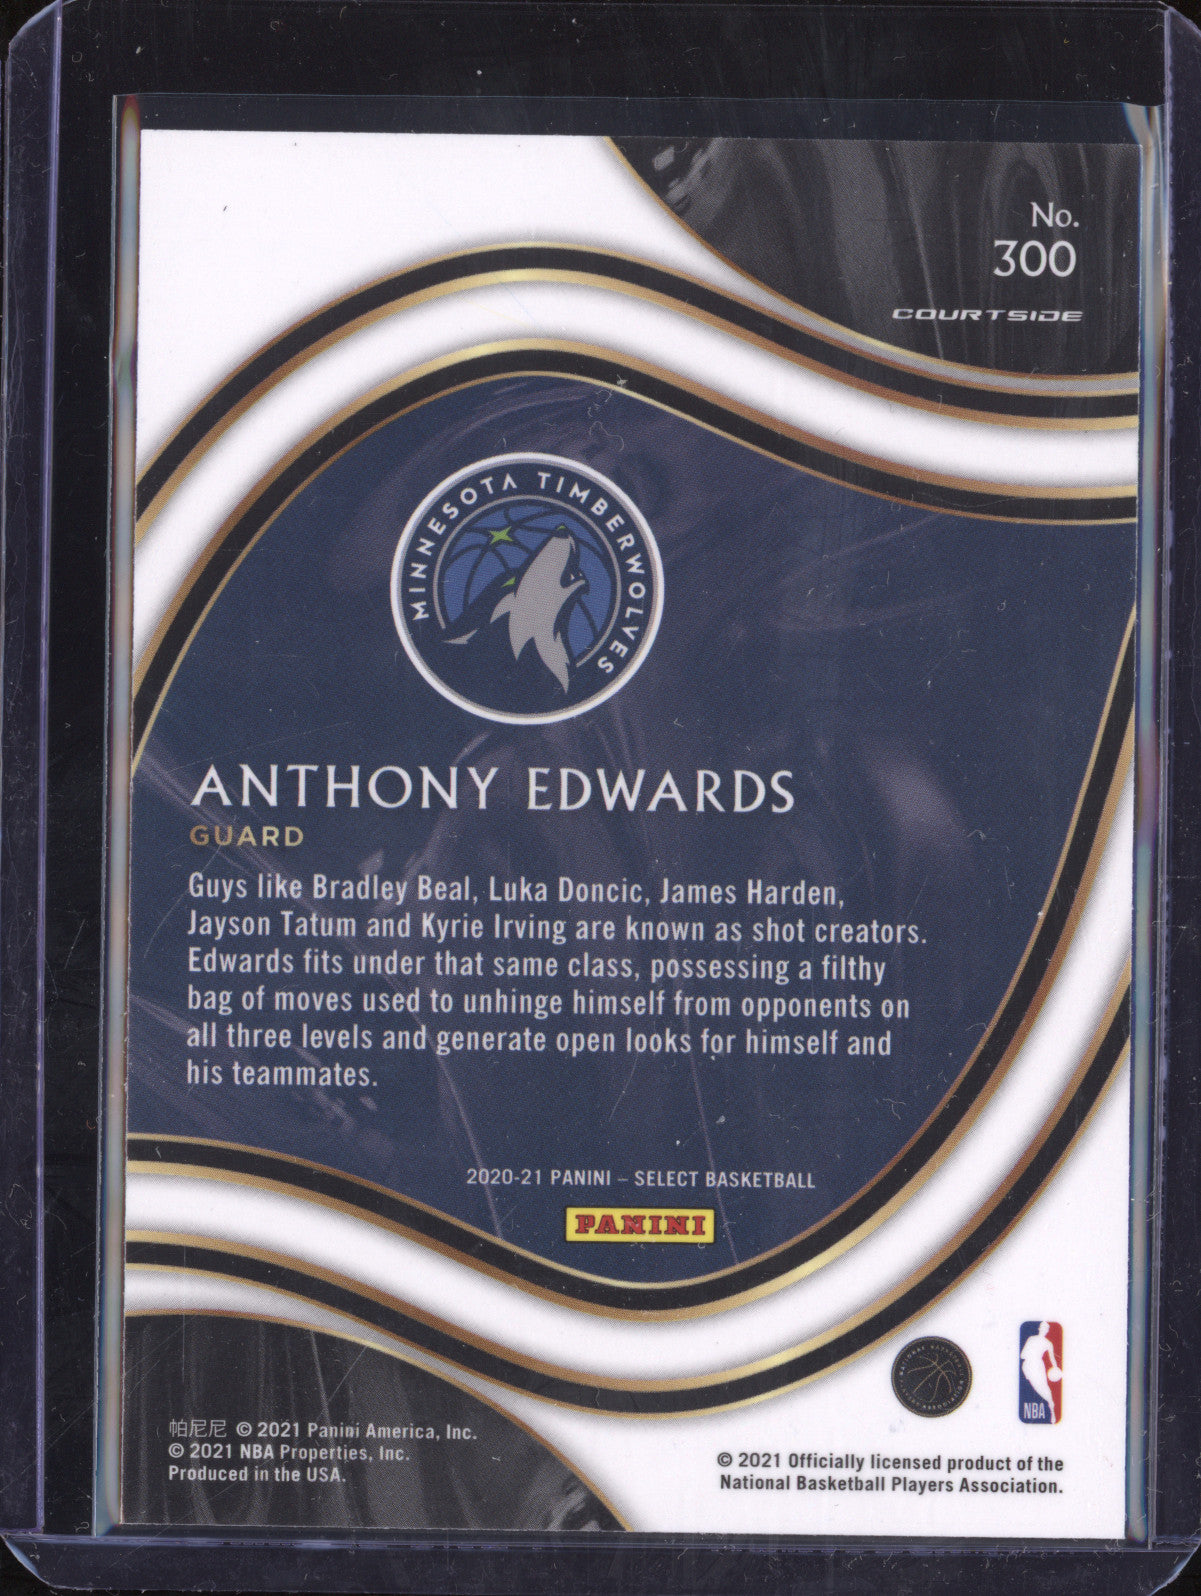 No.
300
COURTSIDE
MINNESOTA TIMBERWOLVES
ANTHONY EDWARDS
GUARD
Guys like Bradley Beal, Luka Doncic, James Harden,
Jayson Tatum and Kyrie Irving are known as shot creators.
Edwards fits under that same class, possessing a filthy
bag of moves used to unhinge himself from opponents on
all three levels and generate open looks for himself and
his teammates.
2020-21 PANINI – SELECT BASKETBALL
PANINI
NBA
帕尼尼 © 2021 Panini America, Inc.
© 2021 NBA Properties, Inc.
Produced in the USA.
© 2021 Officially licensed product of the
National Basketball Players Association.